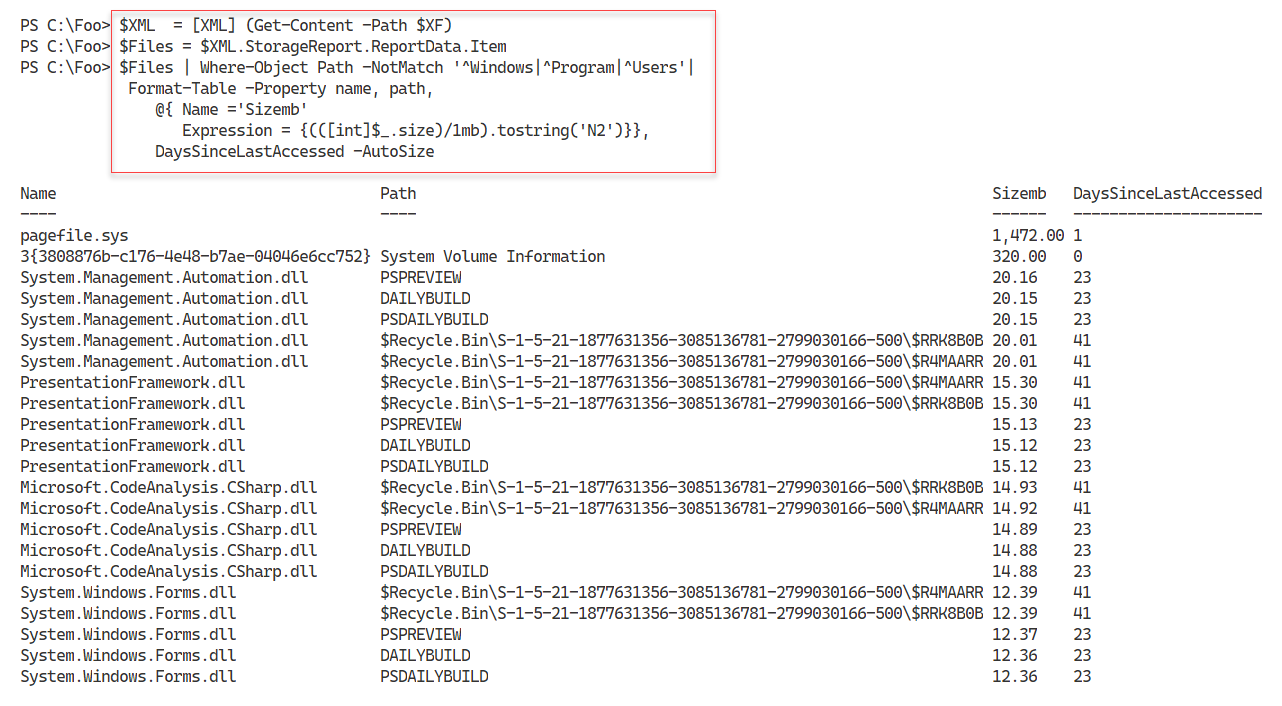 PS C:\Foo> $XML  = [XML] (Get-Content -Path $XF)
PS C:\Foo> $Files = $XML.StorageReport.ReportData.Item
PS C:\Foo> $Files | Where-Object Path -NotMatch '^Windows|^Program|^Users'|
            Format-Table -Property name, path,
               @{ Name ='Sizemb'
                  Expression = {(([int]$_.size)/1mb).tostring('N2')}},
               DaysSinceLastAccessed -AutoSize
Name                                    Path                                                                Sizemb   DaysSinceLastAccessed
----                                    ----                                                                ------   ---------------------
pagefile.sys                                                                                                1,472.00 1
3{3808876b-c176-4e48-b7ae-04046e6cc752} System Volume Information                                           320.00   0
System.Management.Automation.dll        PSPREVIEW                                                           20.16    23
System.Management.Automation.dll        DAILYBUILD                                                          20.15    23
System.Management.Automation.dll        PSDAILYBUILD                                                        20.15    23
System.Management.Automation.dll        $Recycle.Bin\S-1-5-21-1877631356-3085136781-2799030166-500\$RRK8B0B 20.01    41
System.Management.Automation.dll        $Recycle.Bin\S-1-5-21-1877631356-3085136781-2799030166-500\$R4MAARR 20.01    41
PresentationFramework.dll               $Recycle.Bin\S-1-5-21-1877631356-3085136781-2799030166-500\$R4MAARR 15.30    41
PresentationFramework.dll               $Recycle.Bin\S-1-5-21-1877631356-3085136781-2799030166-500\$RRK8B0B 15.30    41
PresentationFramework.dll               PSPREVIEW                                                           15.13    23
PresentationFramework.dll               DAILYBUILD                                                          15.12    23
PresentationFramework.dll               PSDAILYBUILD                                                        15.12    23
Microsoft.CodeAnalysis.CSharp.dll       $Recycle.Bin\S-1-5-21-1877631356-3085136781-2799030166-500\$RRK8B0B 14.93    41
Microsoft.CodeAnalysis.CSharp.dll       $Recycle.Bin\S-1-5-21-1877631356-3085136781-2799030166-500\$R4MAARR 14.92    41
Microsoft.CodeAnalysis.CSharp.dll       PSPREVIEW                                                           14.89    23
Microsoft.CodeAnalysis.CSharp.dll       DAILYBUILD                                                          14.88    23
Microsoft.CodeAnalysis.CSharp.dll       PSDAILYBUILD                                                        14.88    23
System.Windows.Forms.dll                $Recycle.Bin\S-1-5-21-1877631356-3085136781-2799030166-500\$R4MAARR 12.39    41
System.Windows.Forms.dll                $Recycle.Bin\S-1-5-21-1877631356-3085136781-2799030166-500\$RRK8B0B 12.39    41
System.Windows.Forms.dll                PSPREVIEW                                                           12.37    23
System.Windows.Forms.dll                DAILYBUILD                                                          12.36    23
System.Windows.Forms.dll                PSDAILYBUILD                                                        12.36    23